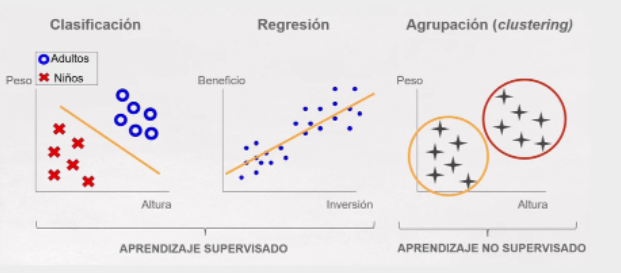 Clasificación
Regresión
Agrupación (clustering)
Adultos
Niños
Peso
Altura
Beneficio
Inversión
Peso
Altura
APRENDIZAJE SUPERVISADO
APRENDIZAJE NO SUPERVISADO